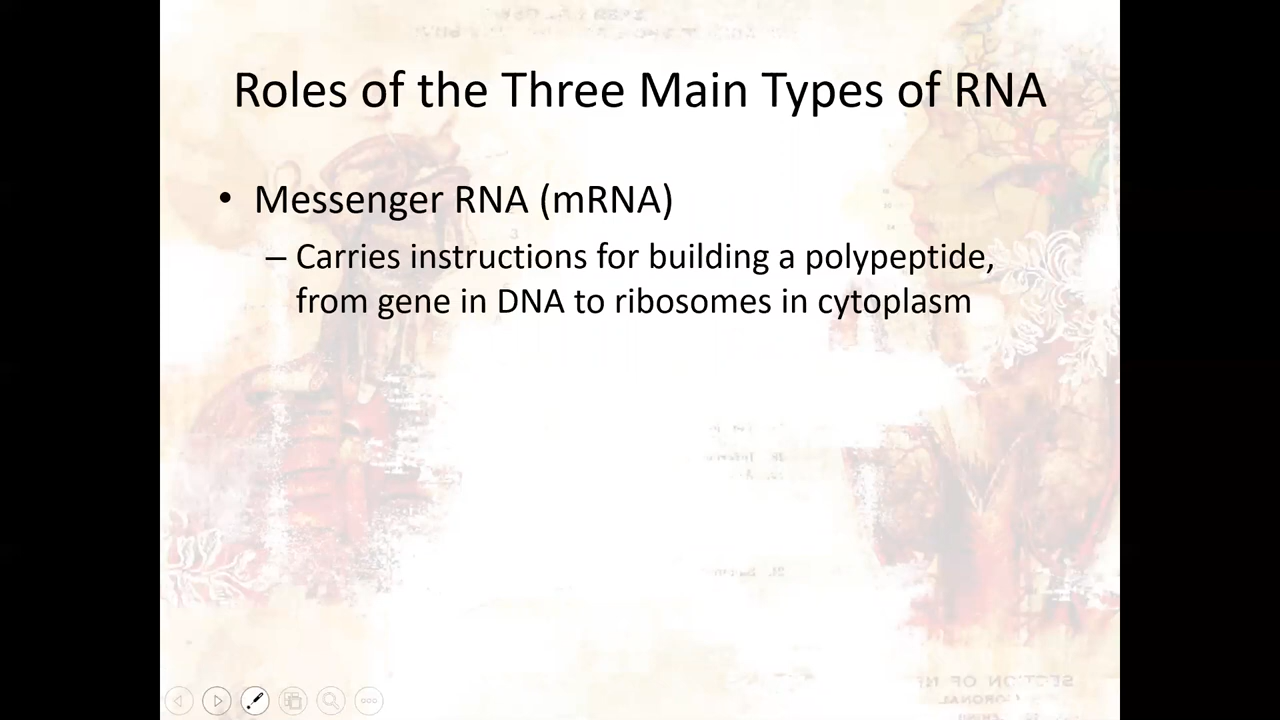 Roles of the Three Main Types of RNA
• Messenger RNA (mRNA)
– Carries instructions for building a polypeptide,
from gene in DNA to ribosomes in cytoplasm